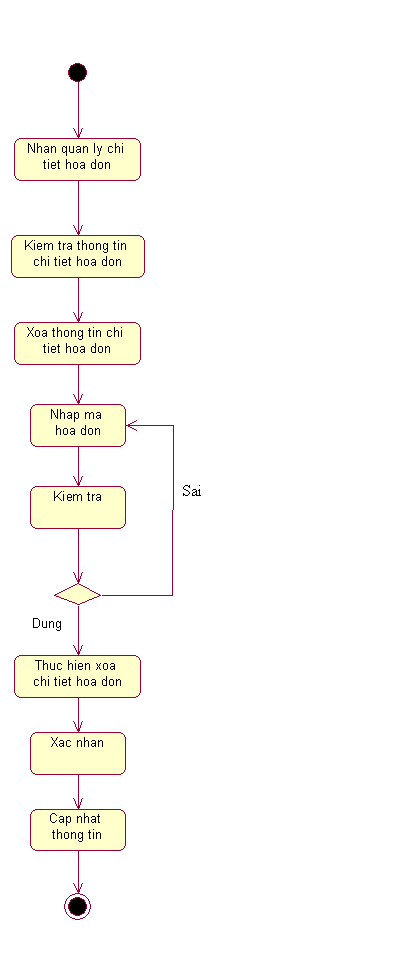 Nhan quan ly chi
tiet hoa don
Kiem tra thong tin
chi tiet hoa don
Xoa thong tin chi
tiet hoa don
Nhap ma
hoa don
Kiem tra
Sai
Dung
Thuc hien xoa
chi tiet hoa don
Xac nhan
Cap nhat
thong tin